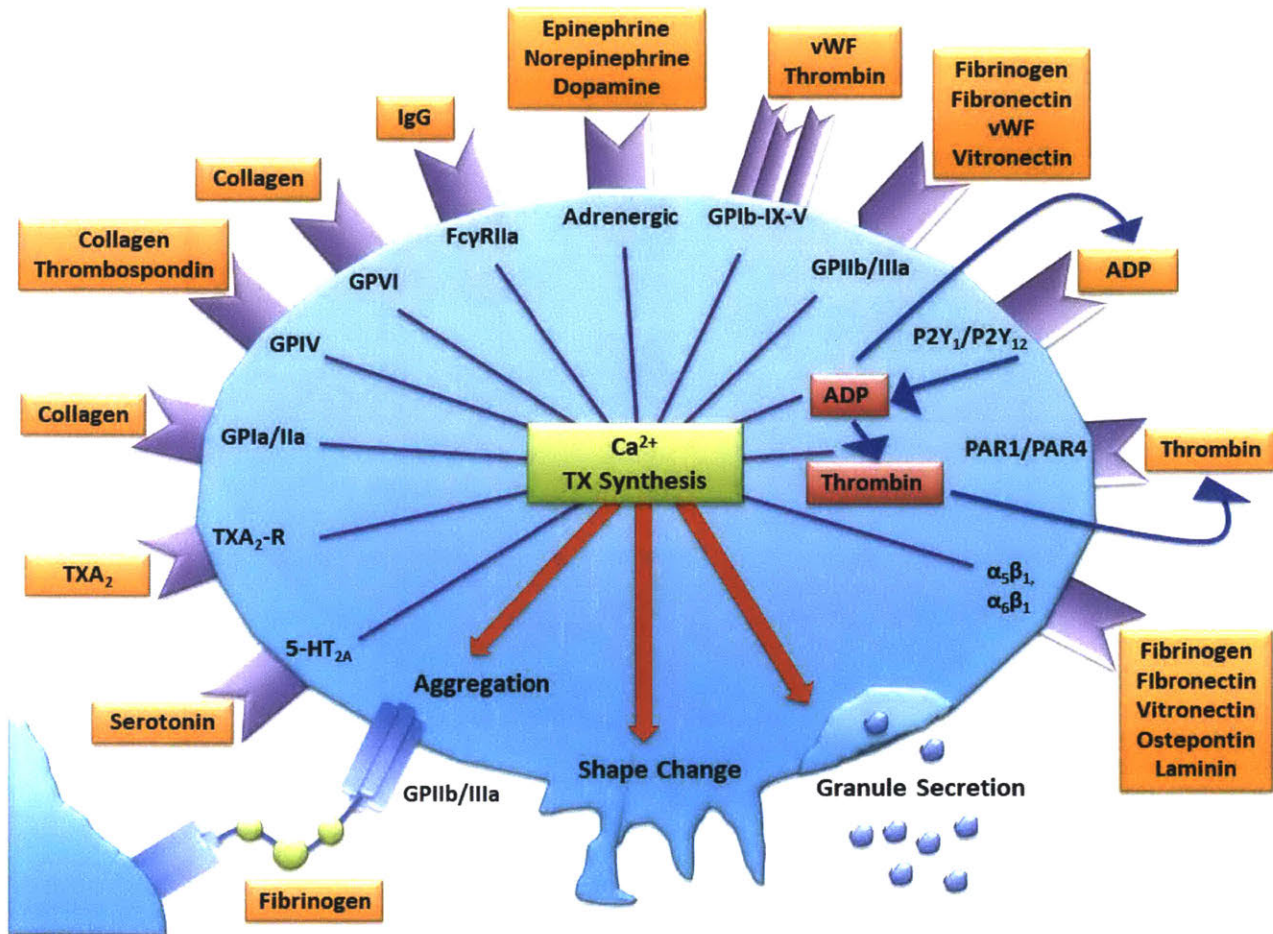 Epinephrine
Norepinephrine
Dopamine
vWF
Thrombin
Fibrinogen
Fibronectin
vWF
Vitronectin
IgG
Collagen
Collagen
Thrombospondin
ADP
Adrenergic
GPIb-IX-V
FcγRIIa
GPVI
GPIIb/IIIa
GPIV
P2Y₁/P2Y₁₂
ADP
Collagen
GPIa/IIa
Ca²⁺
TX Synthesis
Thrombin
PAR1/PAR4
Thrombin
TXA₂-R
TXA₂
α₅β₁,
α₆β₁
5-HT₂A
Aggregation
Serotonin
Shape Change
GPIIb/IIIa
Granule Secretion
Fibrinogen
FIbronectin
Vitronectin
Ostepontin
Laminin
Fibrinogen